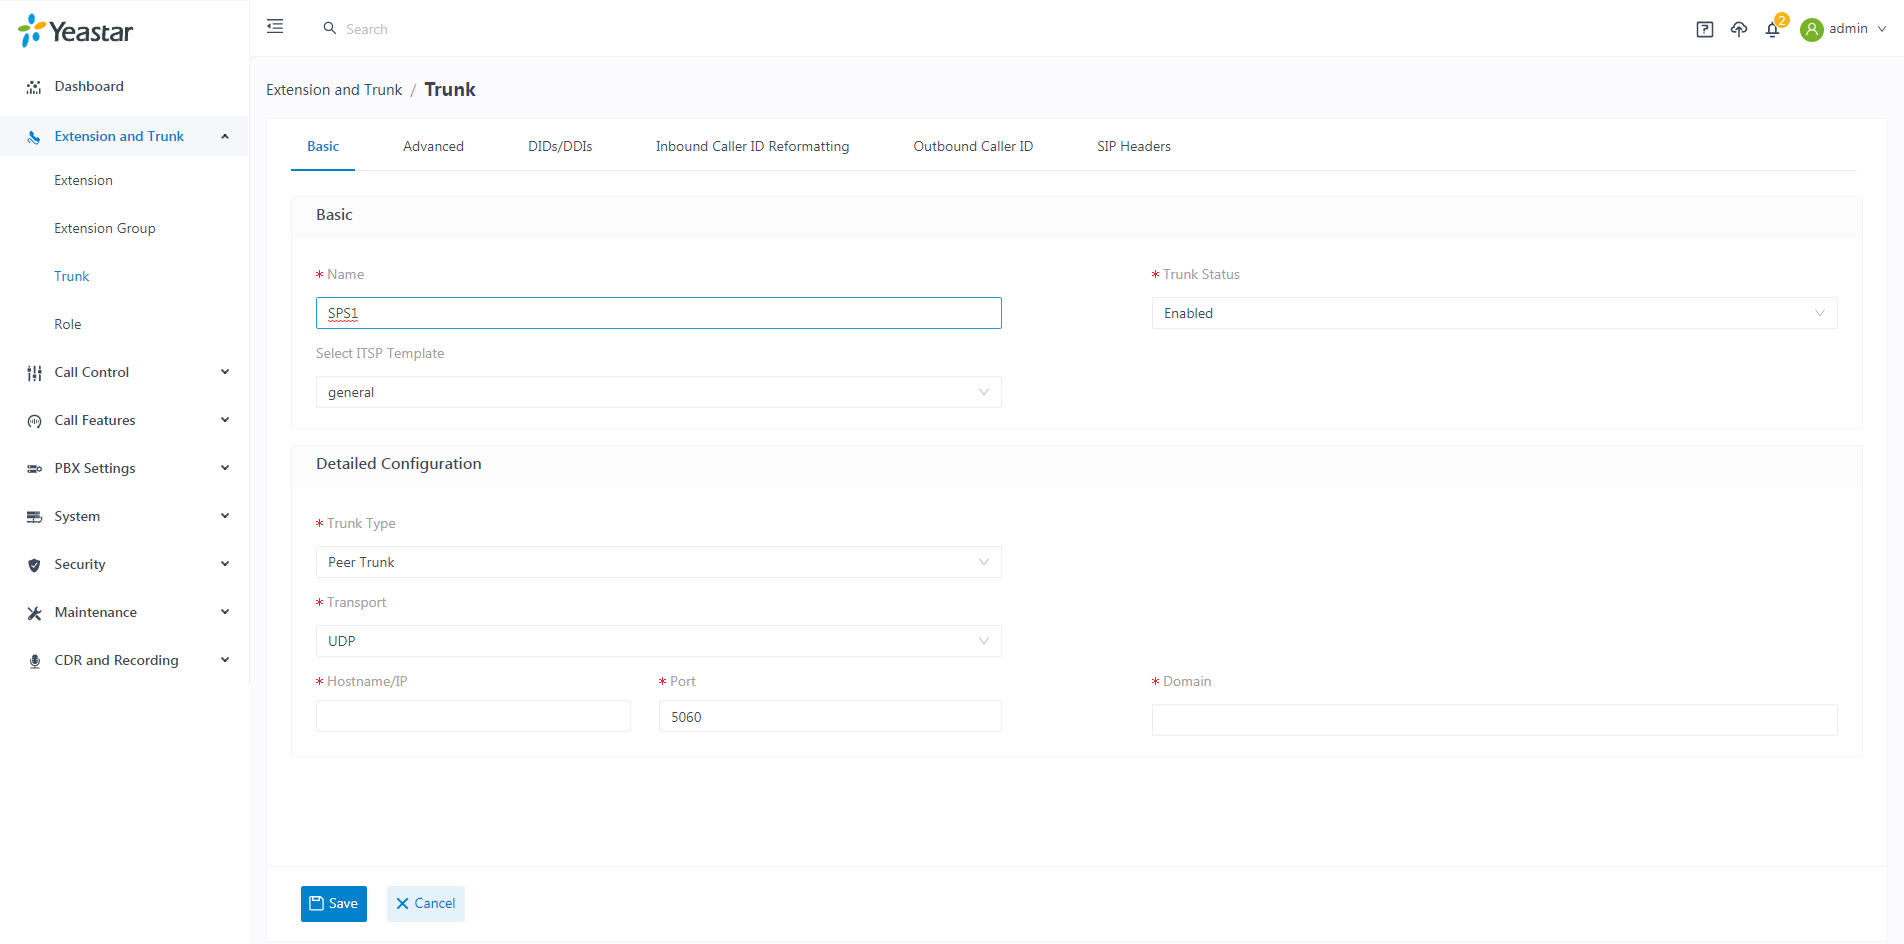 Yeastar
Search
2
admin
Dashboard
Extension and Trunk
Extension
Extension Group
Trunk
Role
Call Control
Call Features
PBX Settings
System
Security
Maintenance
CDR and Recording
Extension and Trunk / Trunk
Basic Advanced DIDs/DDIs Inbound Caller ID Reformatting Outbound Caller ID SIP Headers
Basic
* Name * Trunk Status
SPS1 Enabled
Select ITSP Template
general
Detailed Configuration
* Trunk Type
Peer Trunk
* Transport
UDP
* Hostname/IP * Port * Domain
5060
Save Cancel